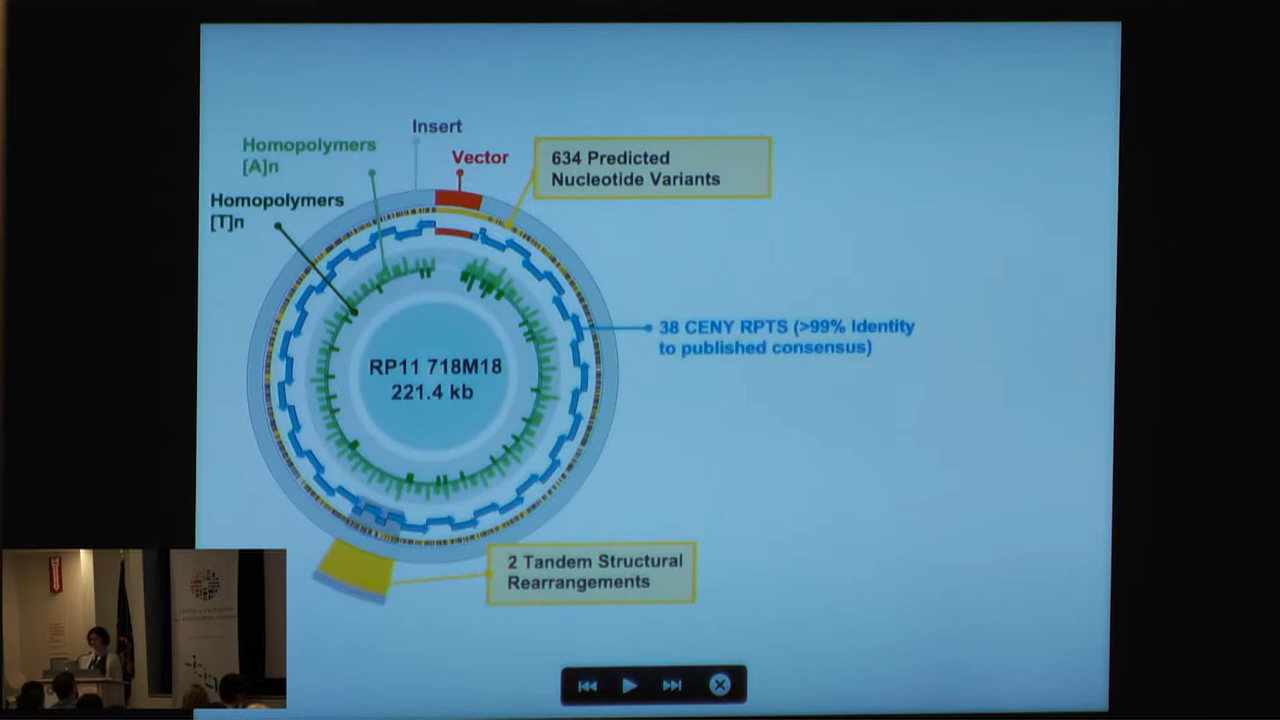 Insert
Homopolymers
[A]n
Vector
634 Predicted
Nucleotide Variants
Homopolymers
[T]n
38 CENY RPTS (>99% Identity
to published consensus)
RP11 718M18
221.4 kb
2 Tandem Structural
Rearrangements